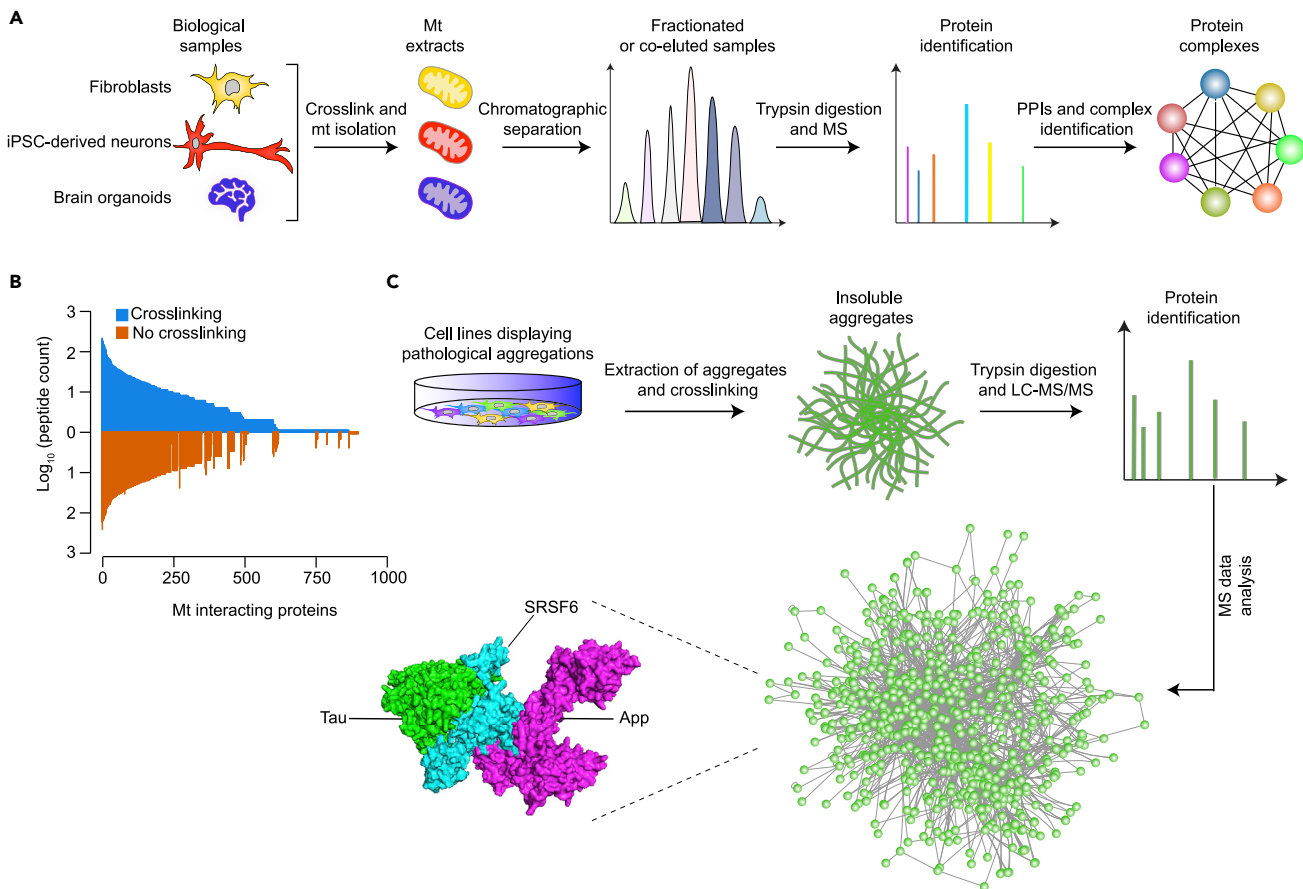 A
Biological
samples
Fibroblasts
iPSC-derived neurons
Brain organoids
Crosslink and
mt isolation
Mt
extracts
Chromatographic
separation
Fractionated
or co-eluted samples
Trypsin digestion
and MS
Protein
identification
PPIs and complex
identification
Protein
complexes
B
3
2
1
0
1
2
3
Log10 (peptide count)
Crosslinking
No crosslinking
0
250
500
750
1000
Mt interacting proteins
C
Cell lines displaying
pathological aggregations
Extraction of aggregates
and crosslinking
Insoluble
aggregates
Trypsin digestion
and LC-MS/MS
Protein
identification
MS data
analysis
SRSF6
Tau
App